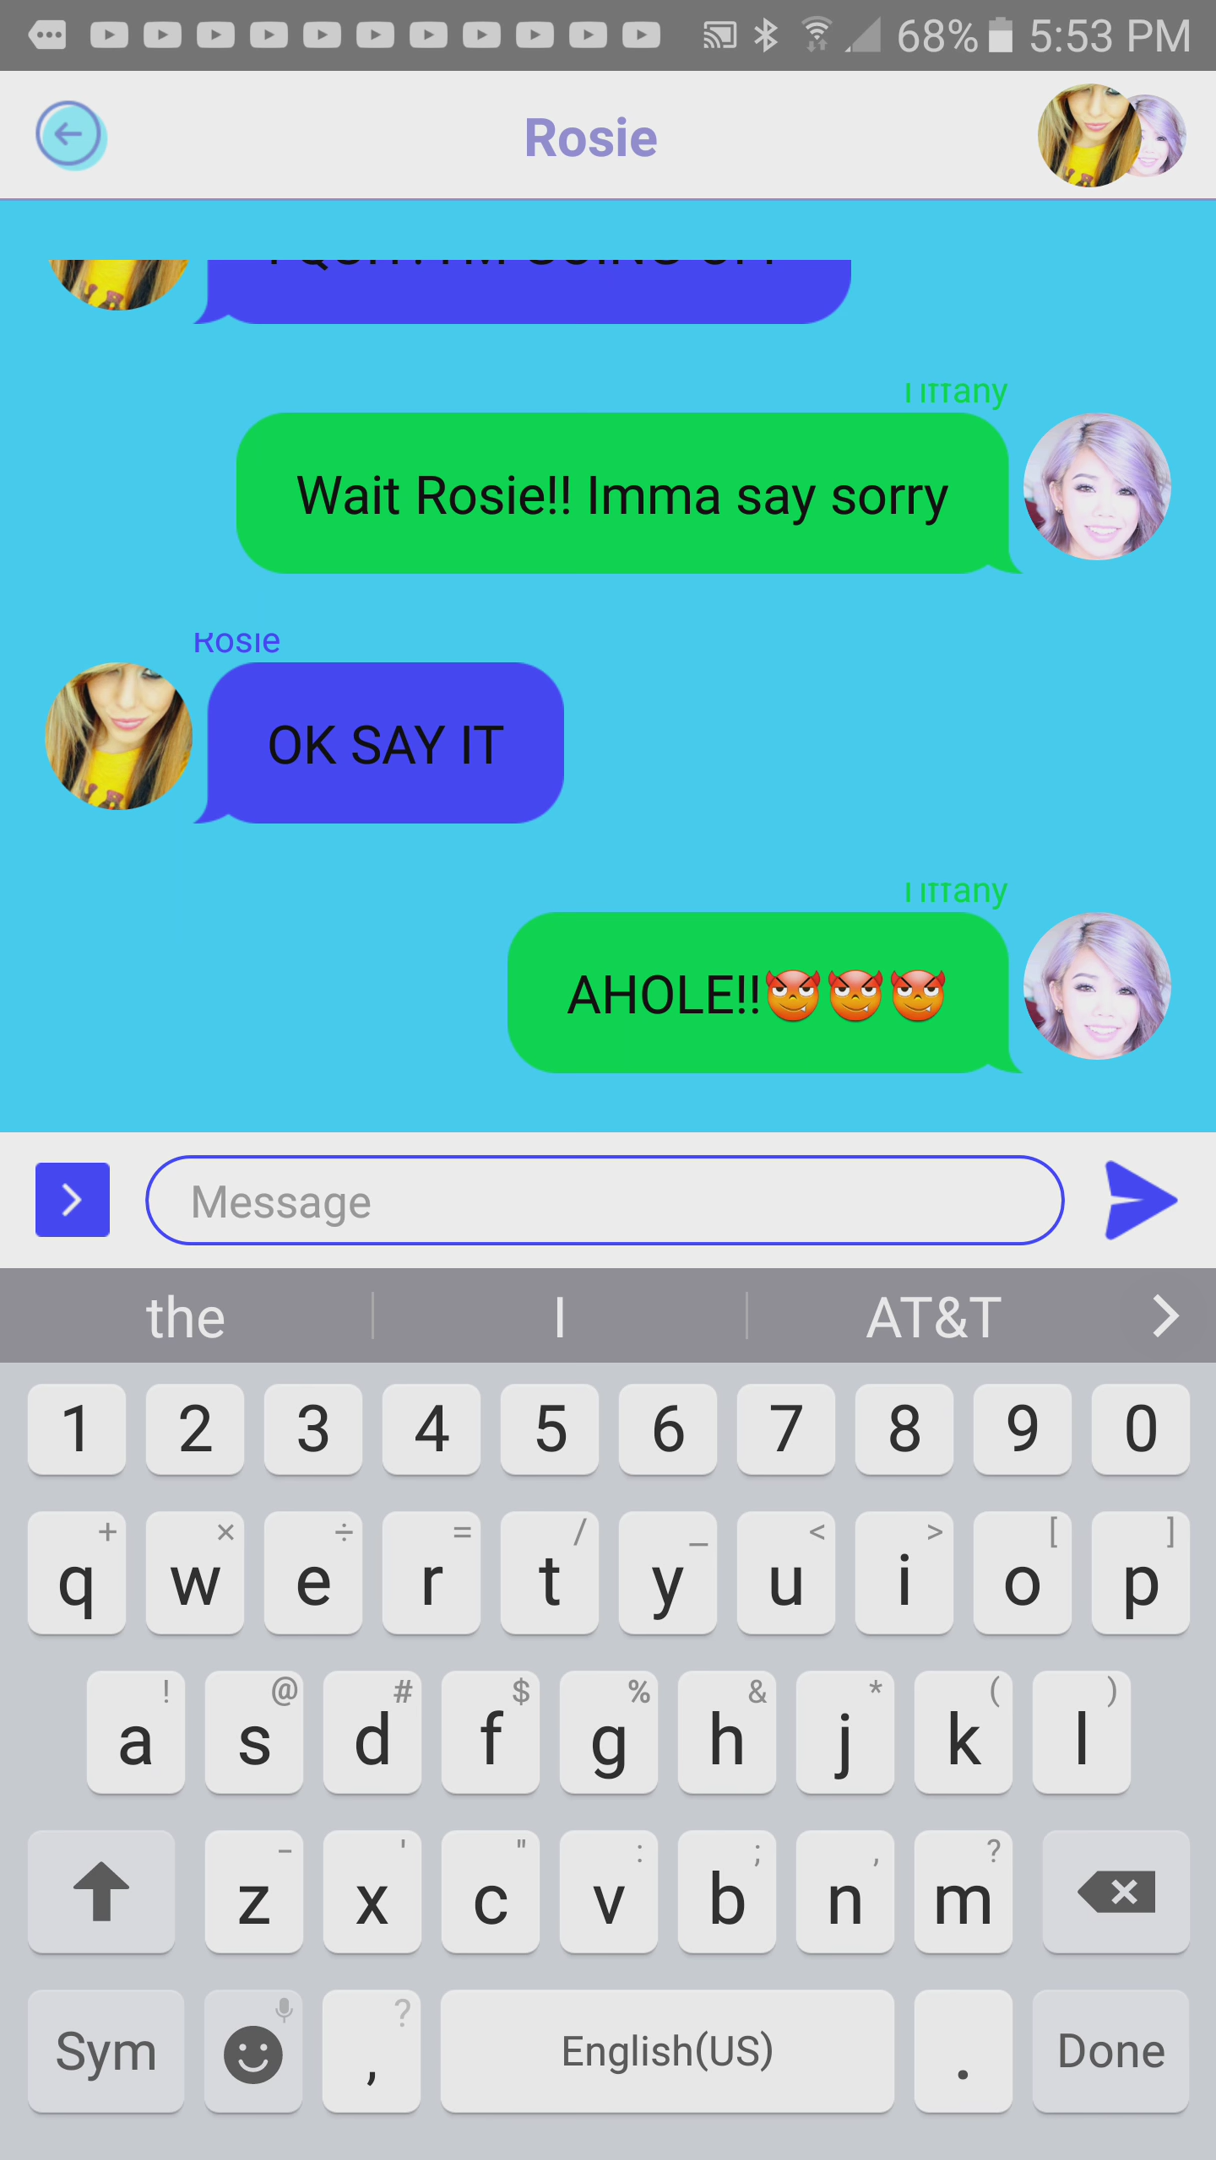 68% 5:53 PM
Rosie
Tiffany
Wait Rosie!! Imma say sorry
Rosie
OK SAY IT
Tiffany
AHOLE!!😈😈😈
Message
the I AT&T
1 2 3 4 5 6 7 8 9 0
+ × ÷ = / _ < > [ ]
q w e r t y u i o p
! @ # $ % & * ( )
a s d f g h j k l
- ' " : ; , ?
z x c v b n m
?
Sym , English(US) . Done